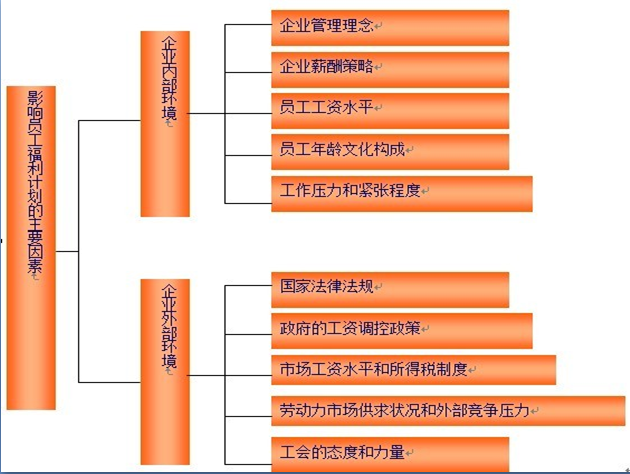 影响员工福利计划的主要因素
企业内部环境
企业管理理念
企业薪酬策略
员工工资水平
员工年龄文化构成
工作压力和紧张程度
企业外部环境
国家法律法规
政府的工资调控政策
市场工资水平和所得税制度
劳动力市场供求状况和外部竞争压力
工会的态度和力量